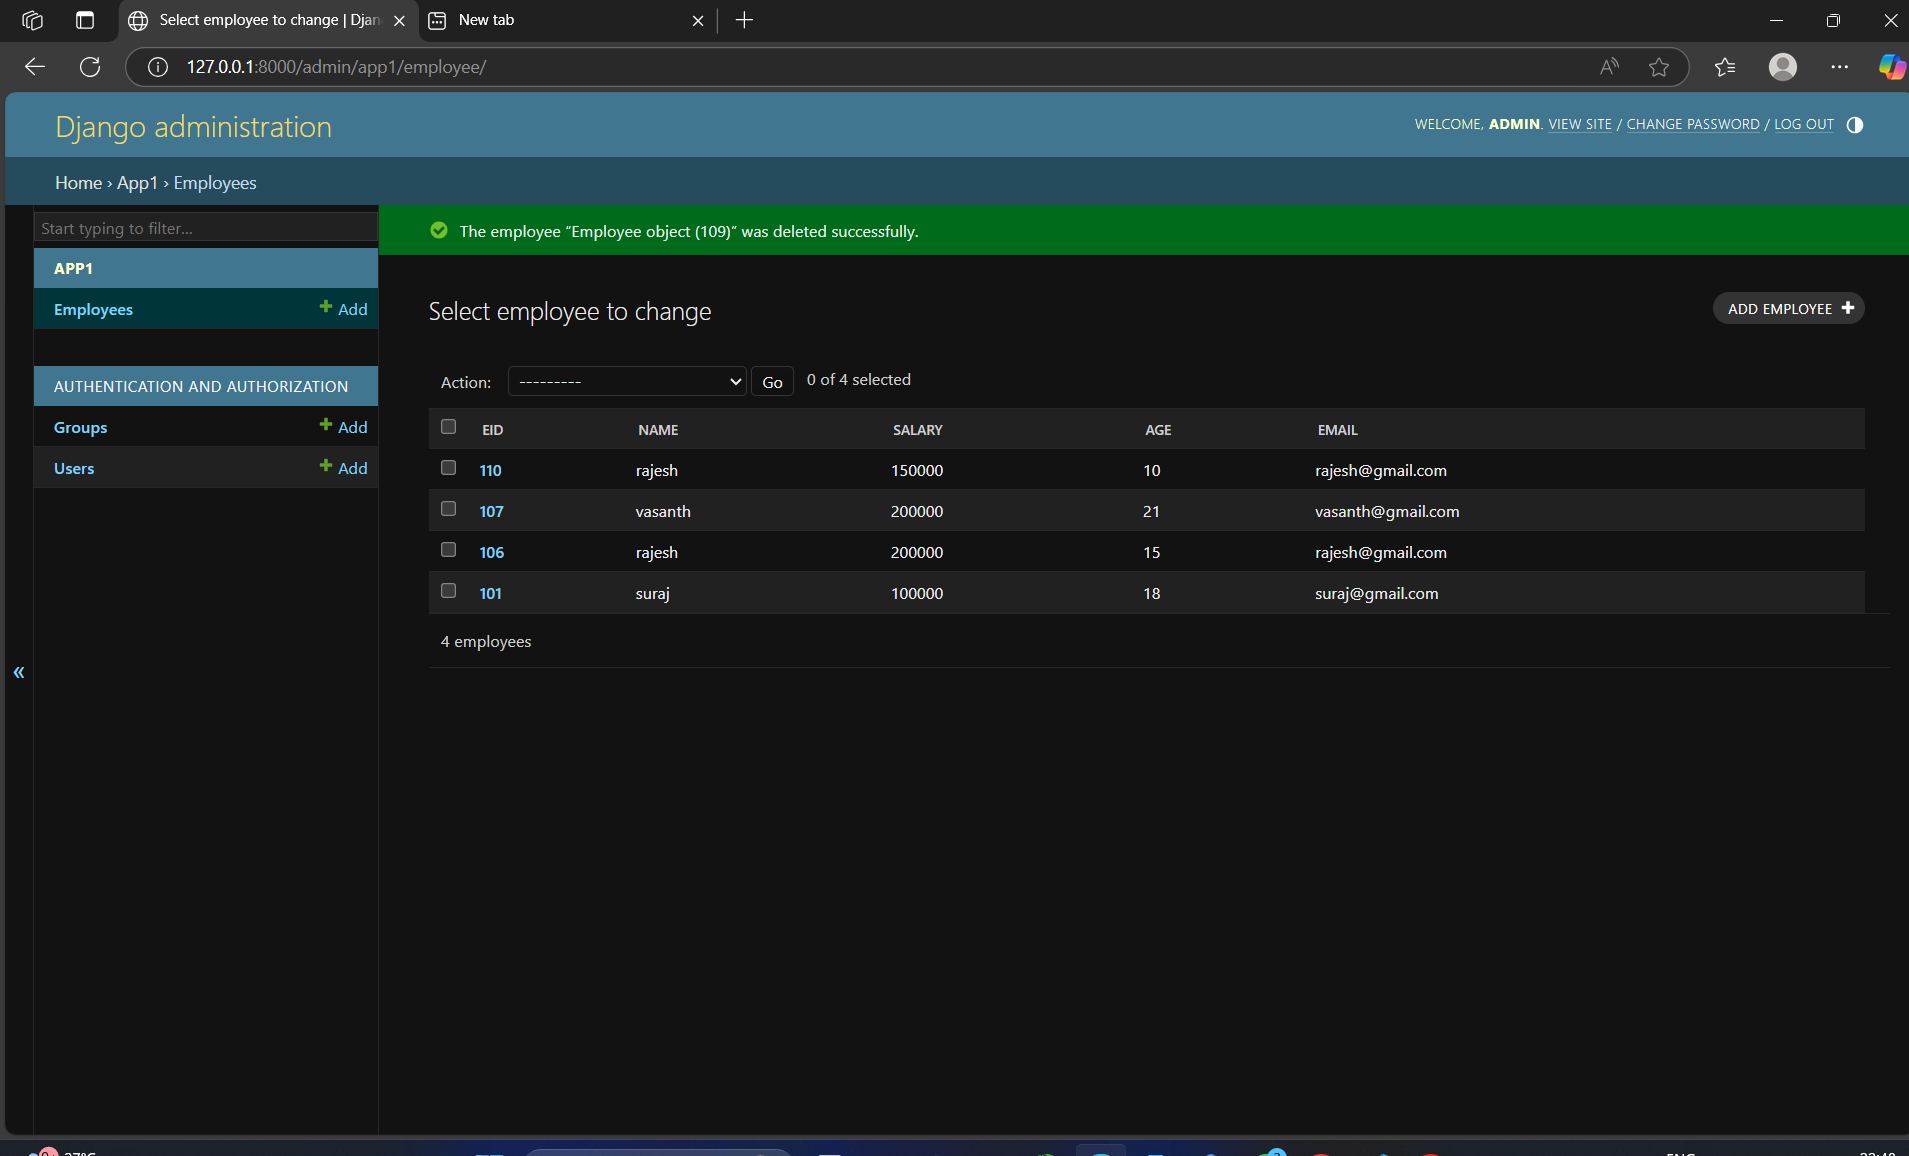 Select employee to change | Djan
New tab
127.0.0.1:8000/admin/app1/employee/
Django administration
WELCOME, ADMIN. VIEW SITE / CHANGE PASSWORD / LOG OUT
Home › App1 › Employees
Start typing to filter...
The employee “Employee object (109)” was deleted successfully.
APP1
Employees + Add
AUTHENTICATION AND AUTHORIZATION
Groups + Add
Users + Add
«
Select employee to change
ADD EMPLOYEE +
Action: --------- Go 0 of 4 selected
EID NAME SALARY AGE EMAIL
110 rajesh 150000 10 rajesh@gmail.com
107 vasanth 200000 21 vasanth@gmail.com
106 rajesh 200000 15 rajesh@gmail.com
101 suraj 100000 18 suraj@gmail.com
4 employees